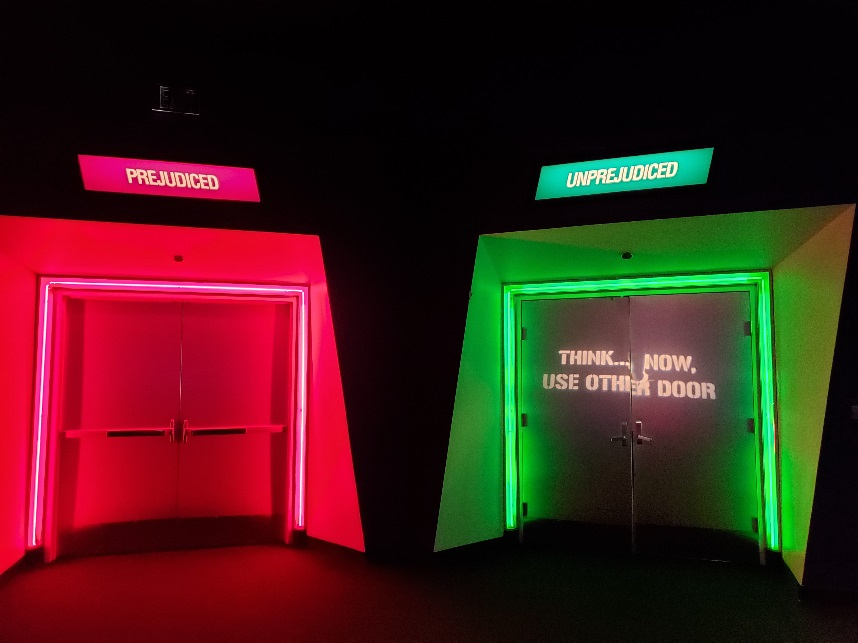 PREJUDICED
UNPREJUDICED
THINK... NOW,
USE OTHER DOOR